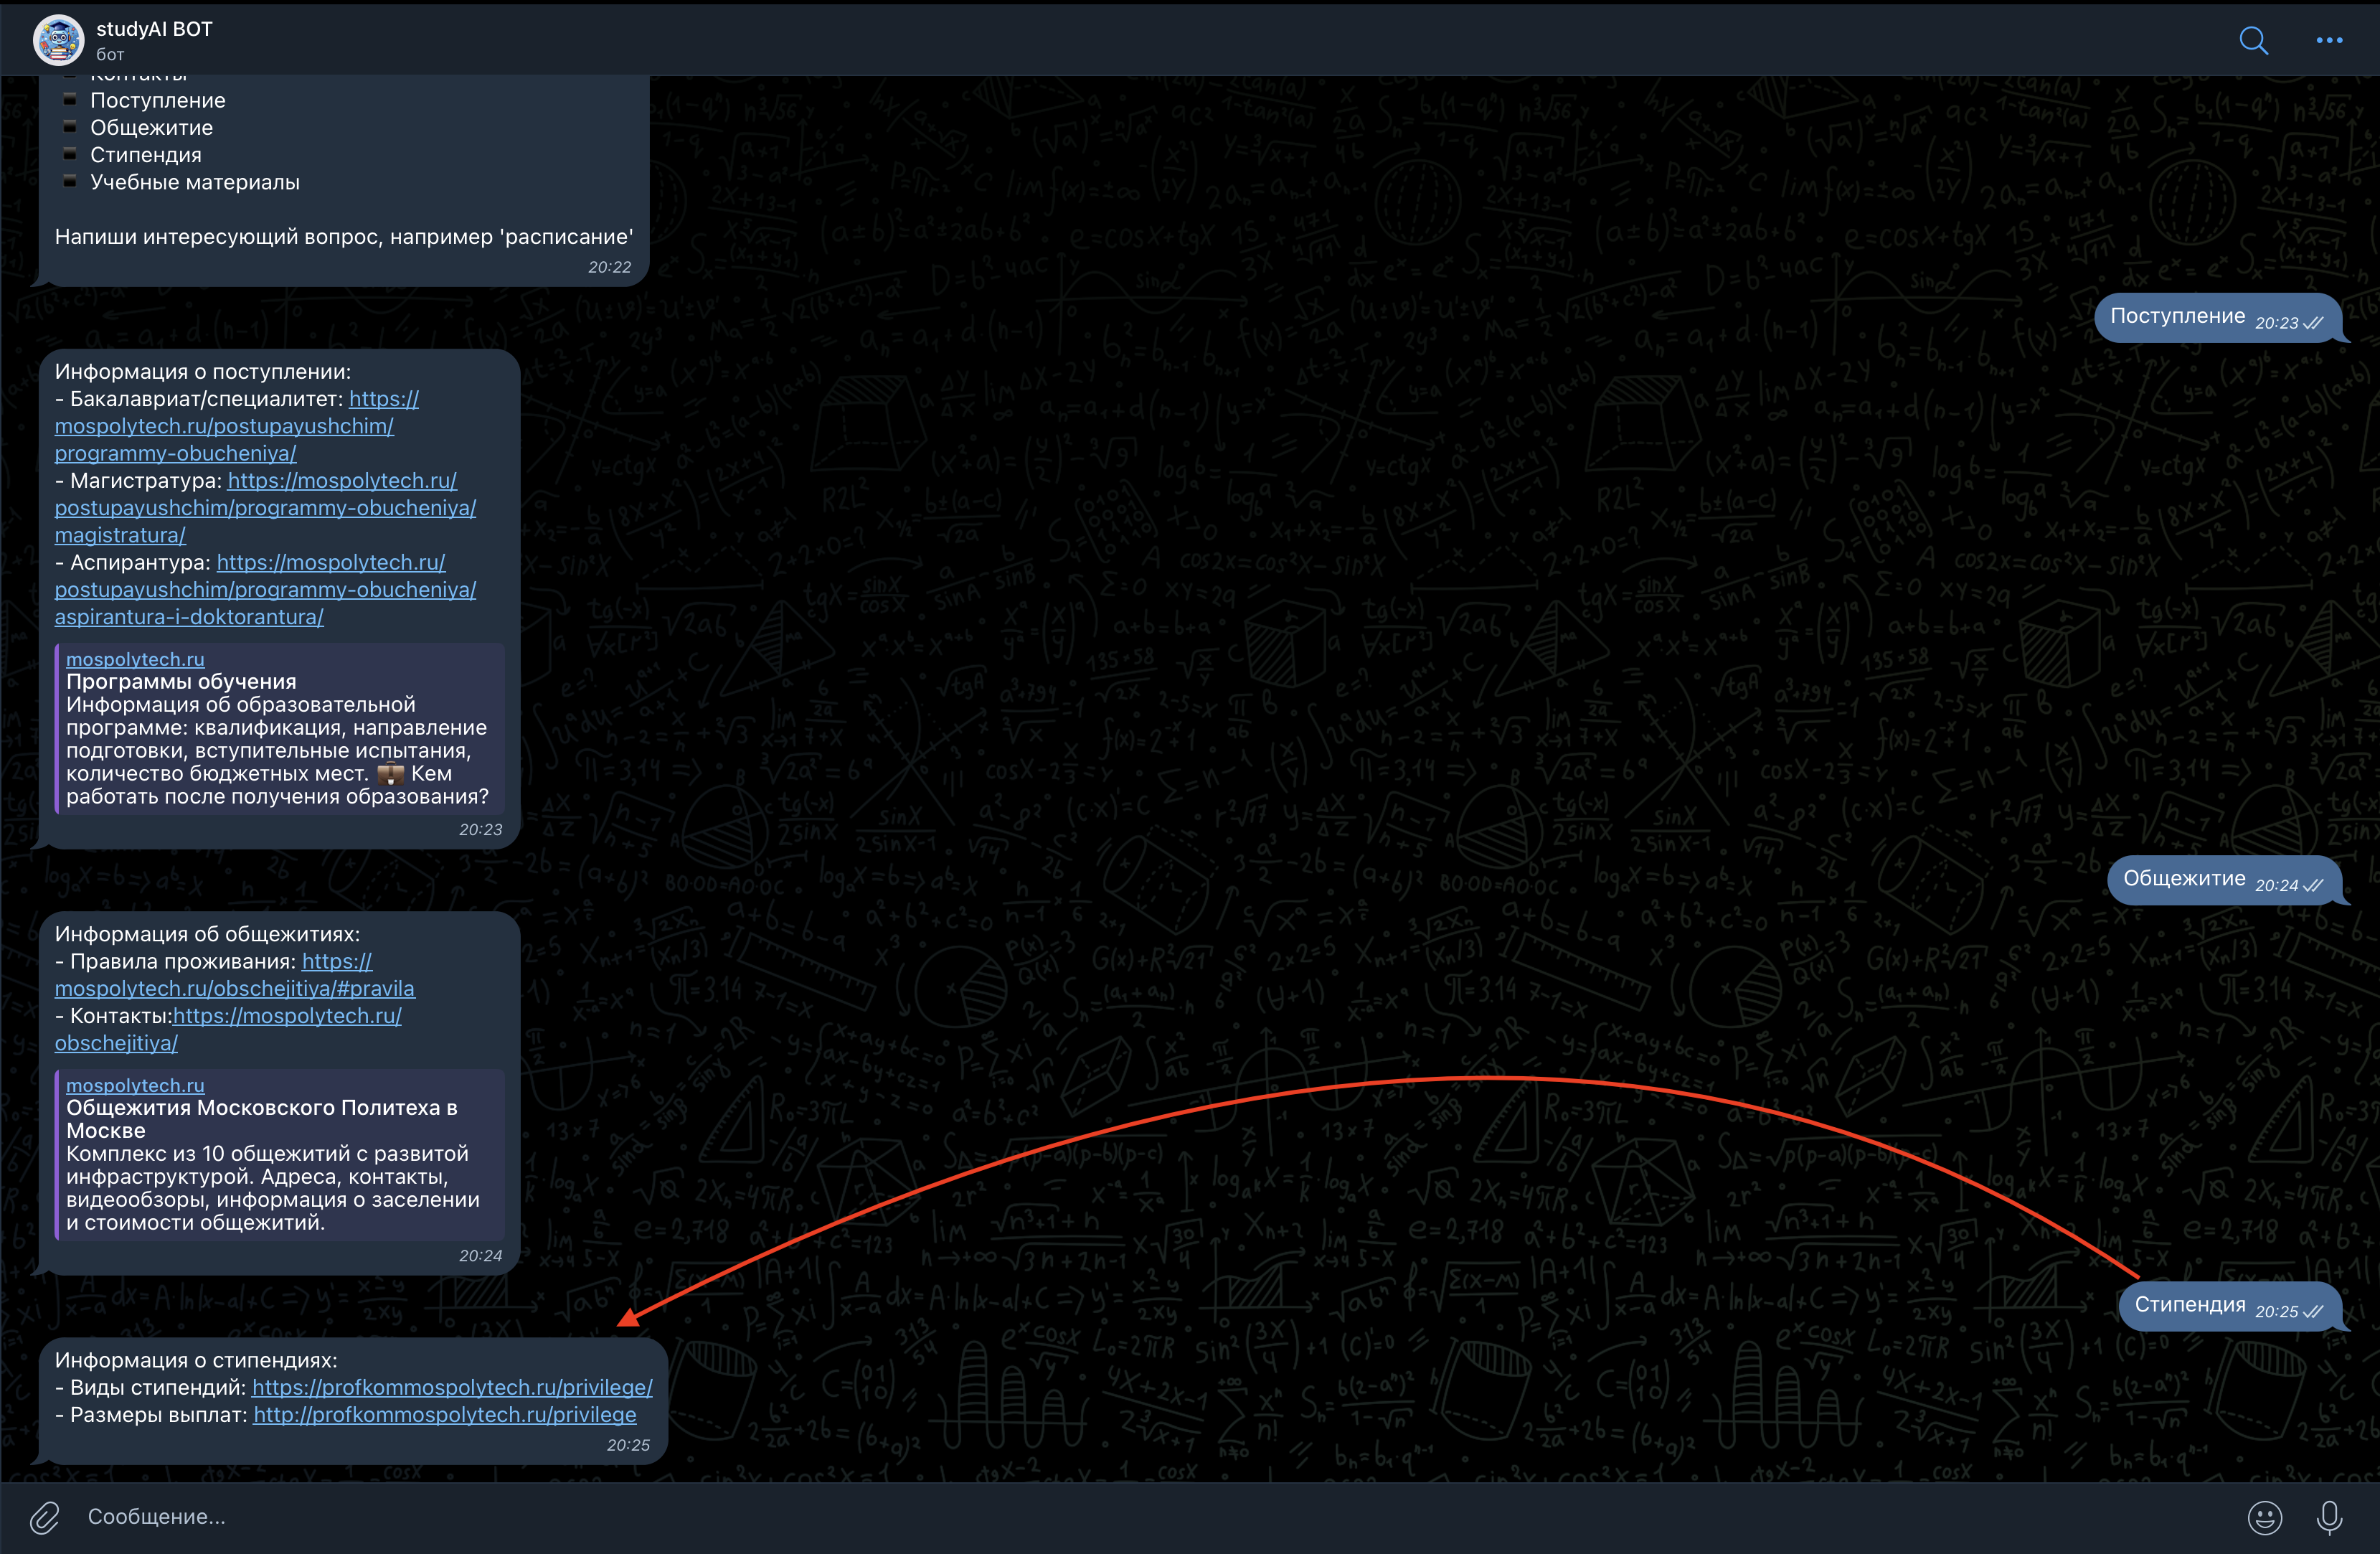 studyAI BOT
бот
Контакты
Поступление
Общежитие
Стипендия
Учебные материалы
Напиши интересующий вопрос, например 'расписание'
20:22
Поступление 20:23
Информация о поступлении:
- Бакалавриат/специалитет: https://
mospolytech.ru/postupayushchim/
programmy-obucheniya/
- Магистратура: https://mospolytech.ru/
postupayushchim/programmy-obucheniya/
magistratura/
- Аспирантура: https://mospolytech.ru/
postupayushchim/programmy-obucheniya/
aspirantura-i-doktorantura/
mospolytech.ru
Программы обучения
Информация об образовательной
программе: квалификация, направление
подготовки, вступительные испытания,
количество бюджетных мест. 💼 Кем
работать после получения образования?
20:23
Общежитие 20:24
Информация об общежитиях:
- Правила проживания: https://
mospolytech.ru/obschejitiya/#pravila
- Контакты:https://mospolytech.ru/
obschejitiya/
mospolytech.ru
Общежития Московского Политеха в
Москве
Комплекс из 10 общежитий с развитой
инфраструктурой. Адреса, контакты,
видеообзоры, информация о заселении
и стоимости общежитий.
20:24
Стипендия 20:25
Информация о стипендиях:
- Виды стипендий: https://profkommospolytech.ru/privilege/
- Размеры выплат: http://profkommospolytech.ru/privilege
20:25
Сообщение...